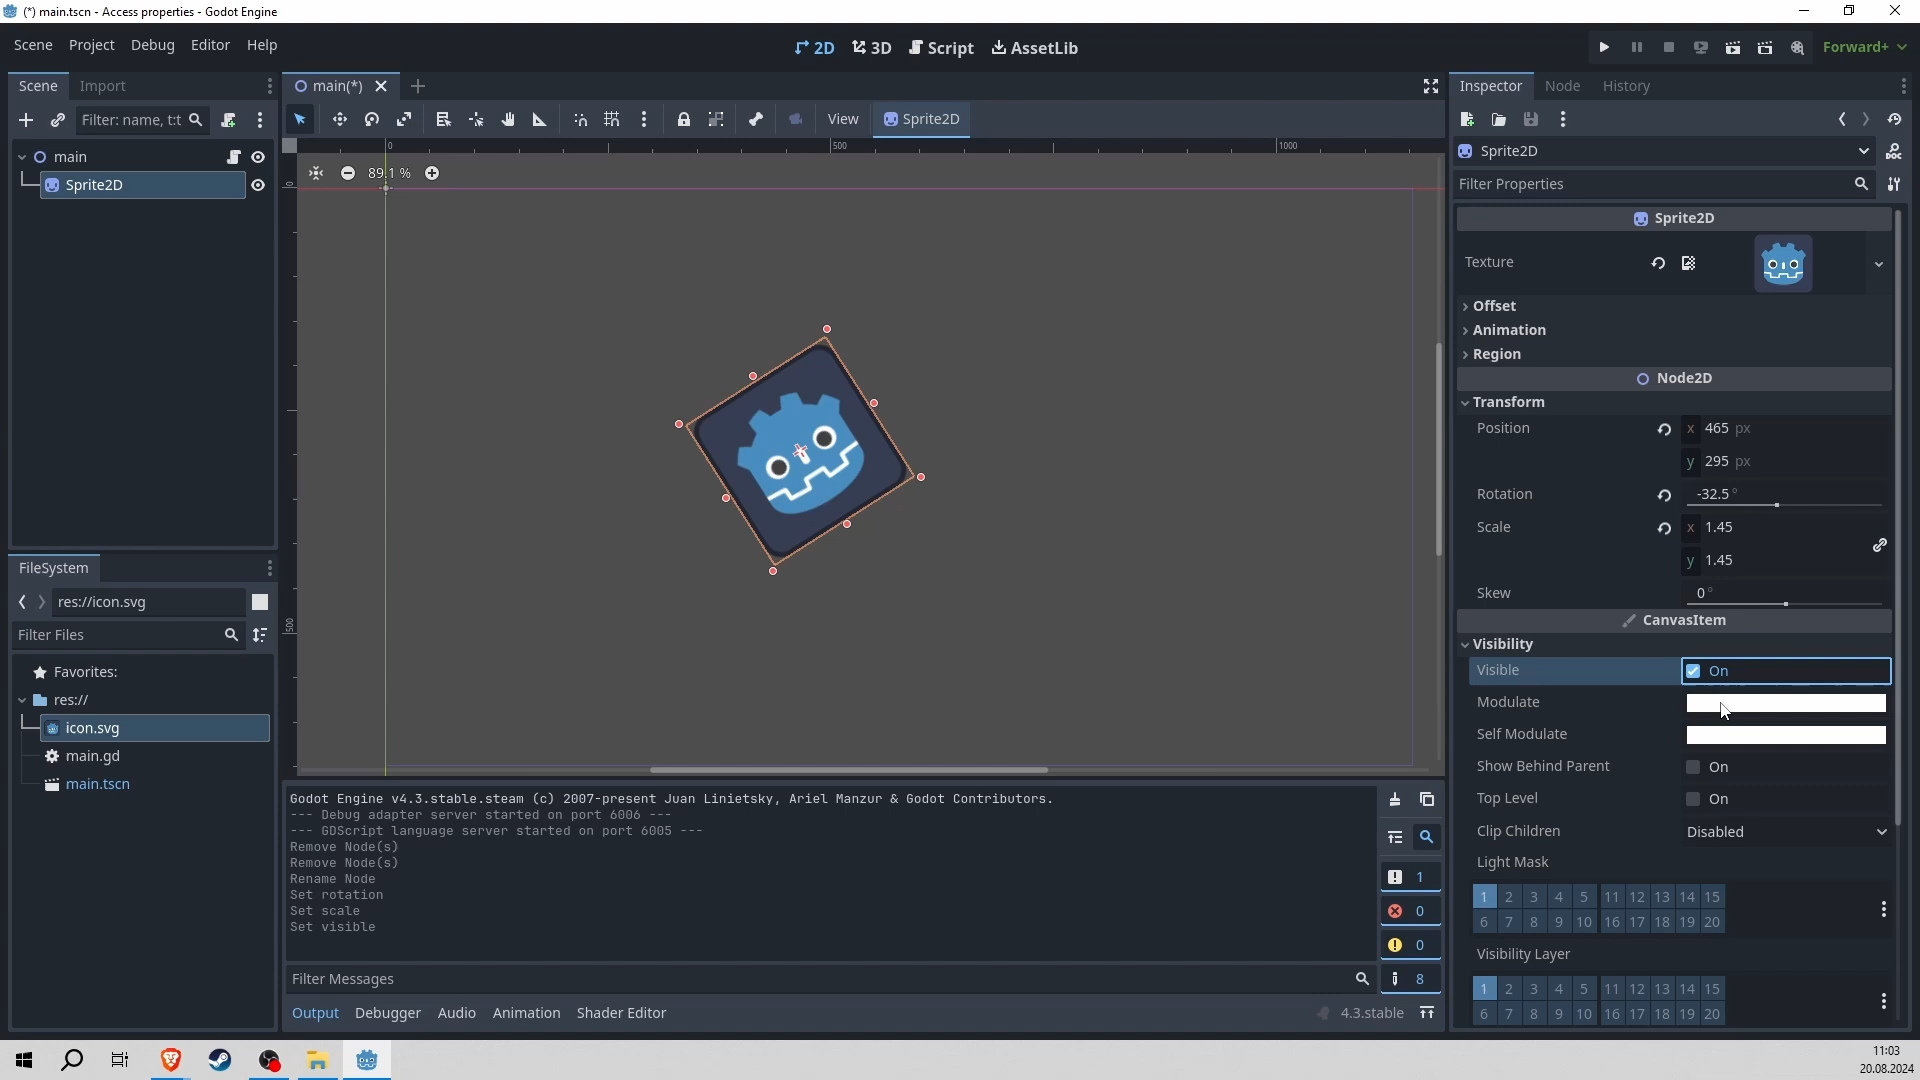 (*) main.tscn - Access properties - Godot Engine
Scene Project Debug Editor Help
2D 3D Script AssetLib
Forward+
Scene Import
main(*)
Inspector Node History
Filter: name, t:t
View Sprite2D
main
Sprite2D
0 500 1000
89.1 %
0
500
Sprite2D
Filter Properties
Sprite2D
Texture
Offset
Animation
Region
Node2D
Transform
Position x 465 px
y 295 px
Rotation -32.5 °
Scale x 1.45
y 1.45
Skew 0 °
CanvasItem
Visibility
Visible On
Modulate
Self Modulate
Show Behind Parent On
Top Level On
Clip Children Disabled
Light Mask
1 2 3 4 5 11 12 13 14 15
6 7 8 9 10 16 17 18 19 20
Visibility Layer
1 2 3 4 5 11 12 13 14 15
6 7 8 9 10 16 17 18 19 20
FileSystem
res://icon.svg
Filter Files
Favorites:
res://
icon.svg
main.gd
main.tscn
Godot Engine v4.3.stable.steam (c) 2007-present Juan Linietsky, Ariel Manzur & Godot Contributors.
--- Debug adapter server started on port 6006 ---
--- GDScript language server started on port 6005 ---
Remove Node(s)
Remove Node(s)
Rename Node
Set rotation
Set scale
Set visible
1
0
0
8
Filter Messages
Output Debugger Audio Animation Shader Editor
4.3.stable
11:03
20.08.2024